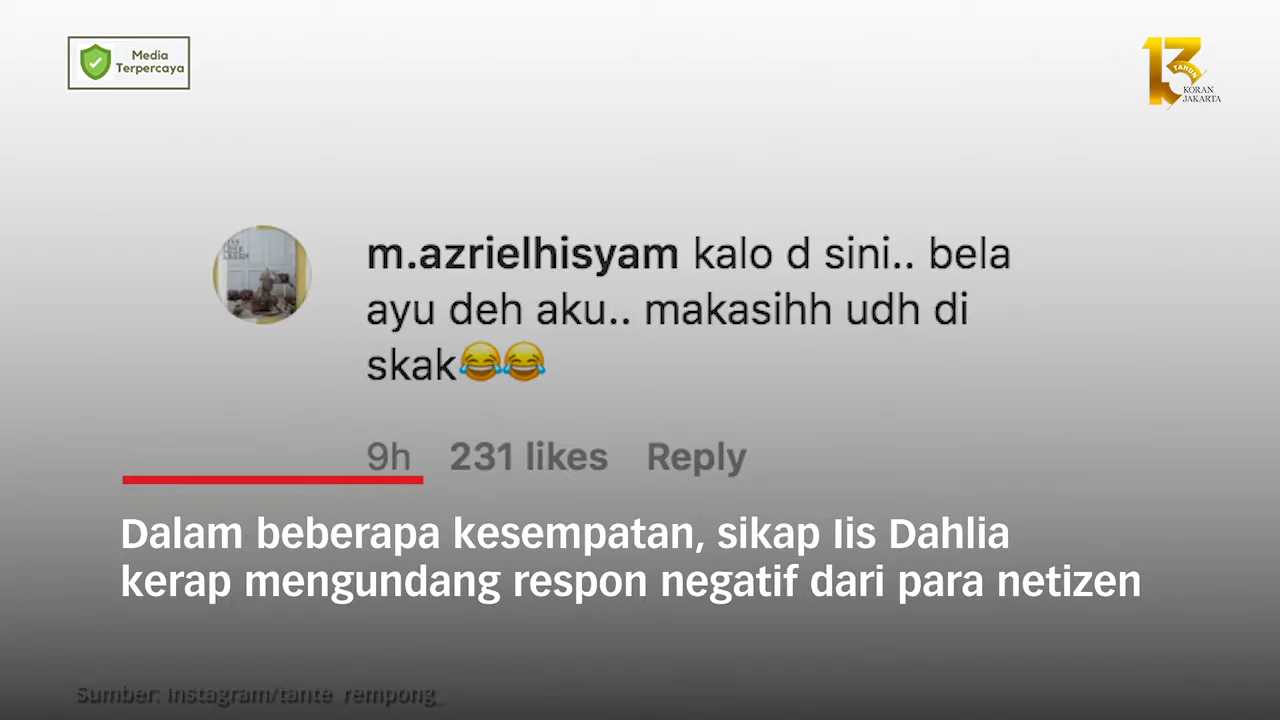 Media
Terpercaya
13
TAHUN
KORAN
JAKARTA
m.azrielhisyam kalo d sini.. bela
ayu deh aku.. makasihh udh di
skak😂😂
9h 231 likes Reply
Dalam beberapa kesempatan, sikap Iis Dahlia
kerap mengundang respon negatif dari para netizen
Sumber: Instagram/tante_rempong_